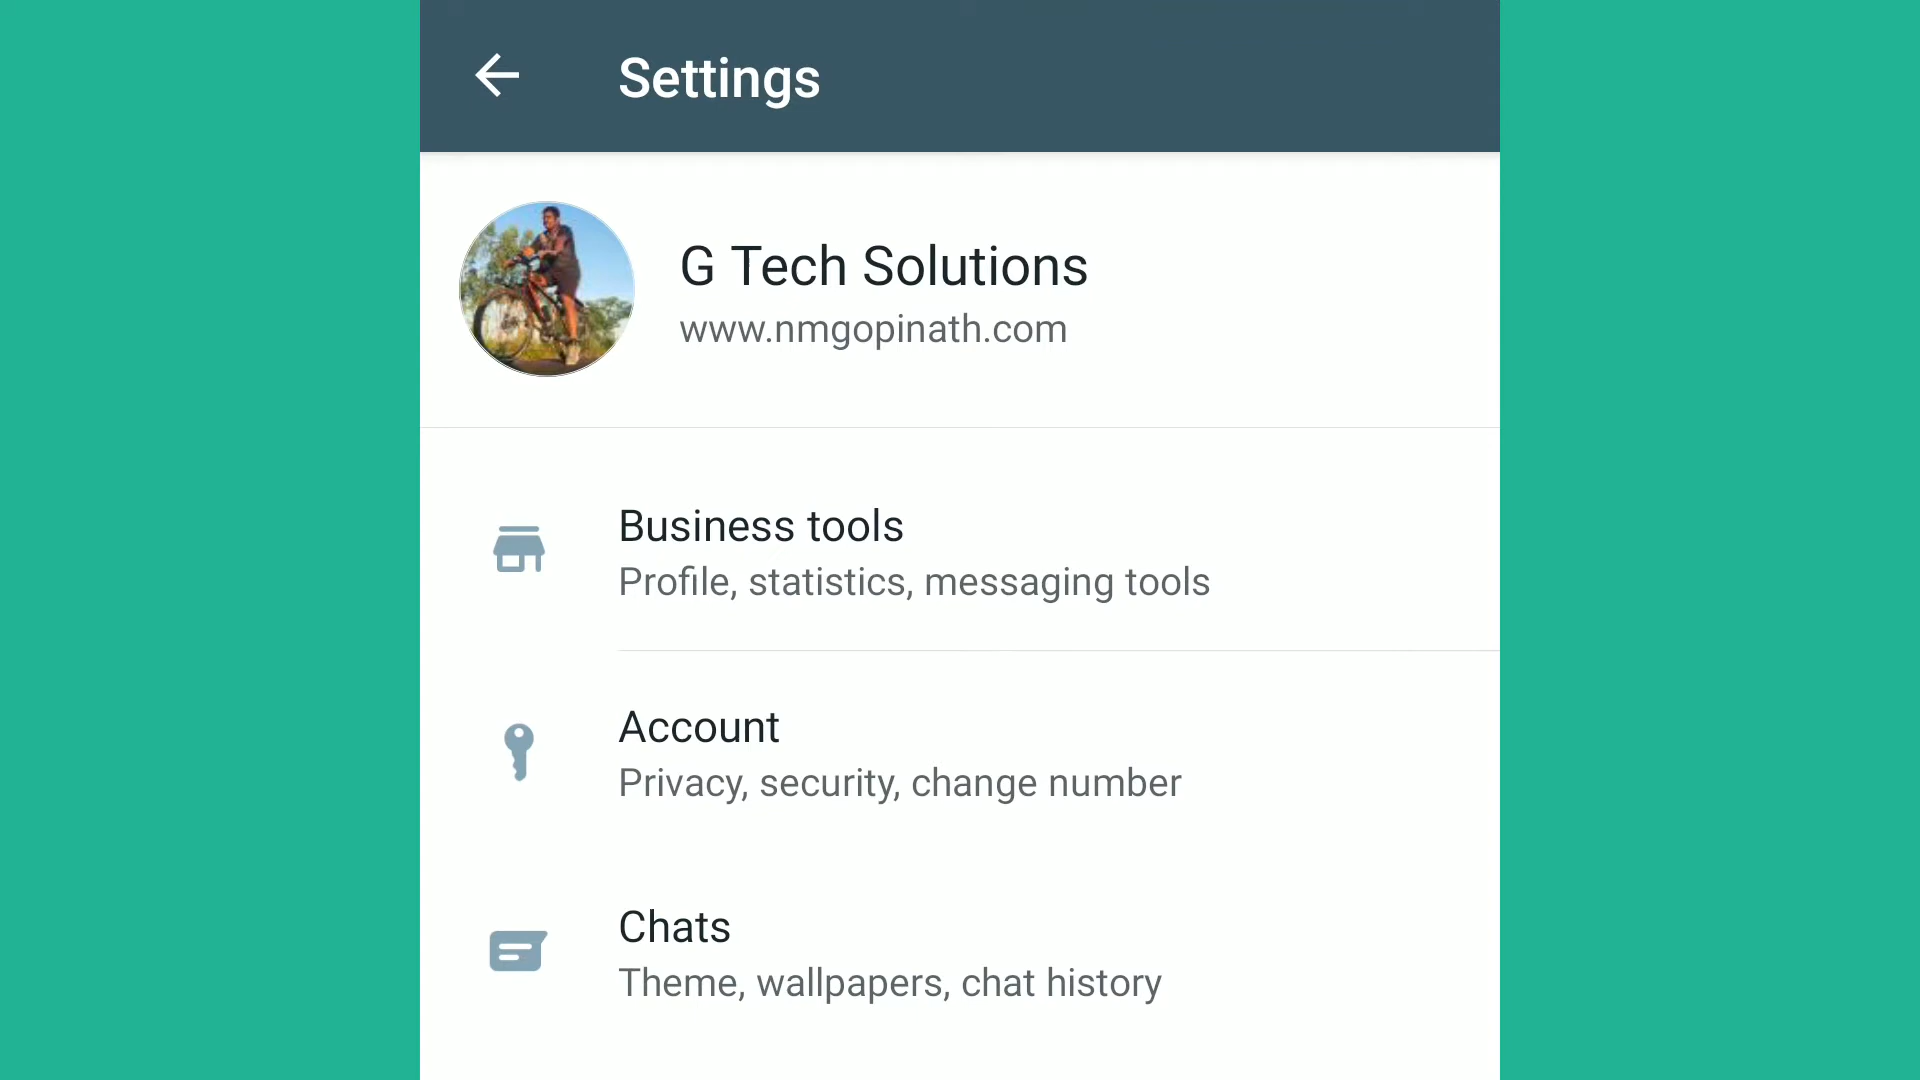 Settings
G Tech Solutions
www.nmgopinath.com
Business tools
Profile, statistics, messaging tools
Account
Privacy, security, change number
Chats
Theme, wallpapers, chat history